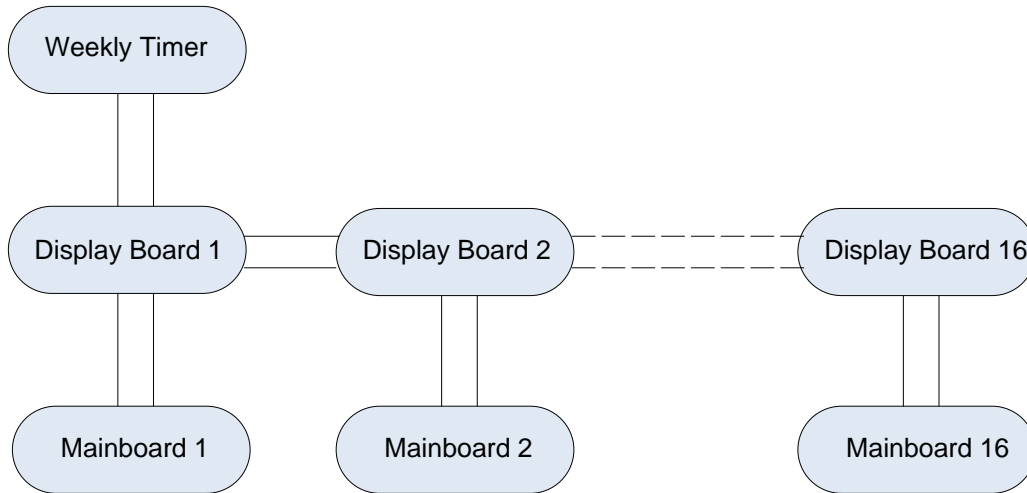 Weekly Timer
Display Board 1
Display Board 2
Display Board 16
Mainboard 1
Mainboard 2
Mainboard 16